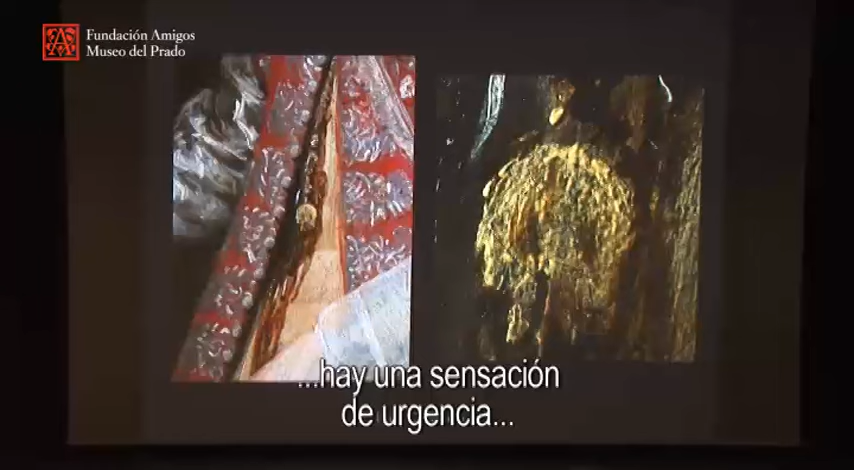 Fundación Amigos
Museo del Prado
...hay una sensación
de urgencia...